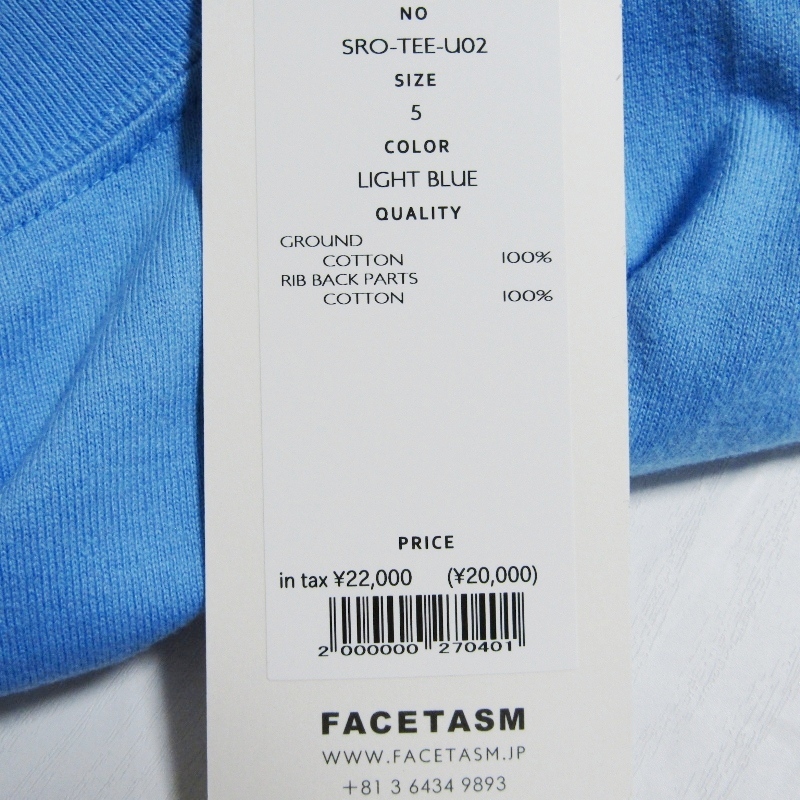 NO
SRO-TEE-U02
SIZE
5
COLOR
LIGHT BLUE
QUALITY
GROUND
COTTON 100%
RIB BACK PARTS
COTTON 100%
PRICE
in tax ¥22,000 (¥20,000)
2 000000 270401
FACETASM
WWW.FACETASM.JP
+81 3 6434 9893